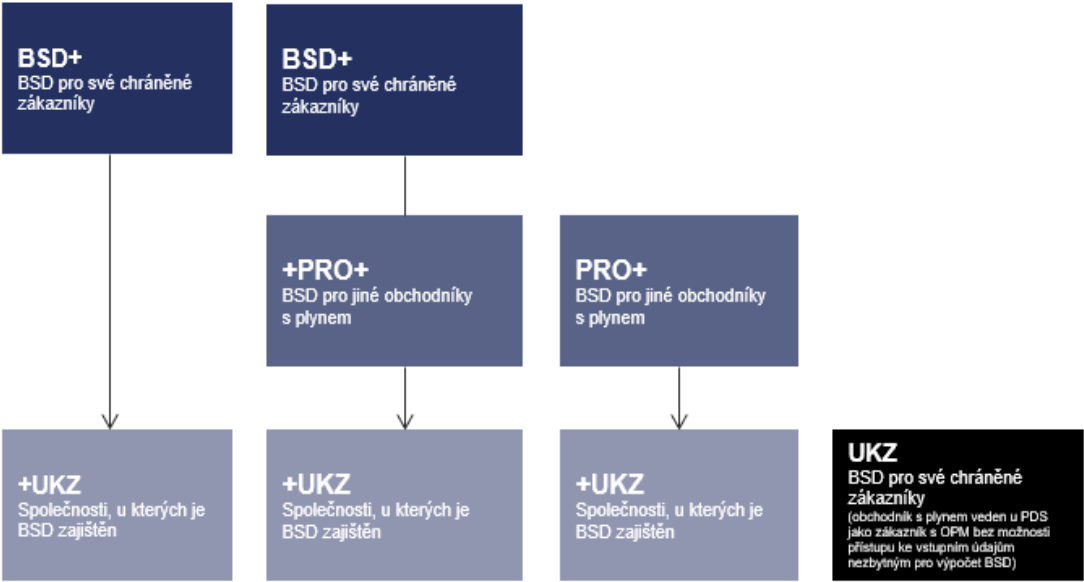 BSD+
BSD pro své chráněné
zákazníky
BSD+
BSD pro své chráněné
zákazníky
+PRO+
BSD pro jiné obchodníky
s plynem
PRO+
BSD pro jiné obchodníky
s plynem
+UKZ
Společnosti, u kterých je
BSD zajištěn
+UKZ
Společnosti, u kterých je
BSD zajištěn
+UKZ
Společnosti, u kterých je
BSD zajištěn
UKZ
BSD pro své chráněné
zákazníky
(obchodník s plynem veden u PDS
jako zákazník s OPM bez možnosti
přístupu ke vstupním údajům
nezbytným pro výpočet BSD)